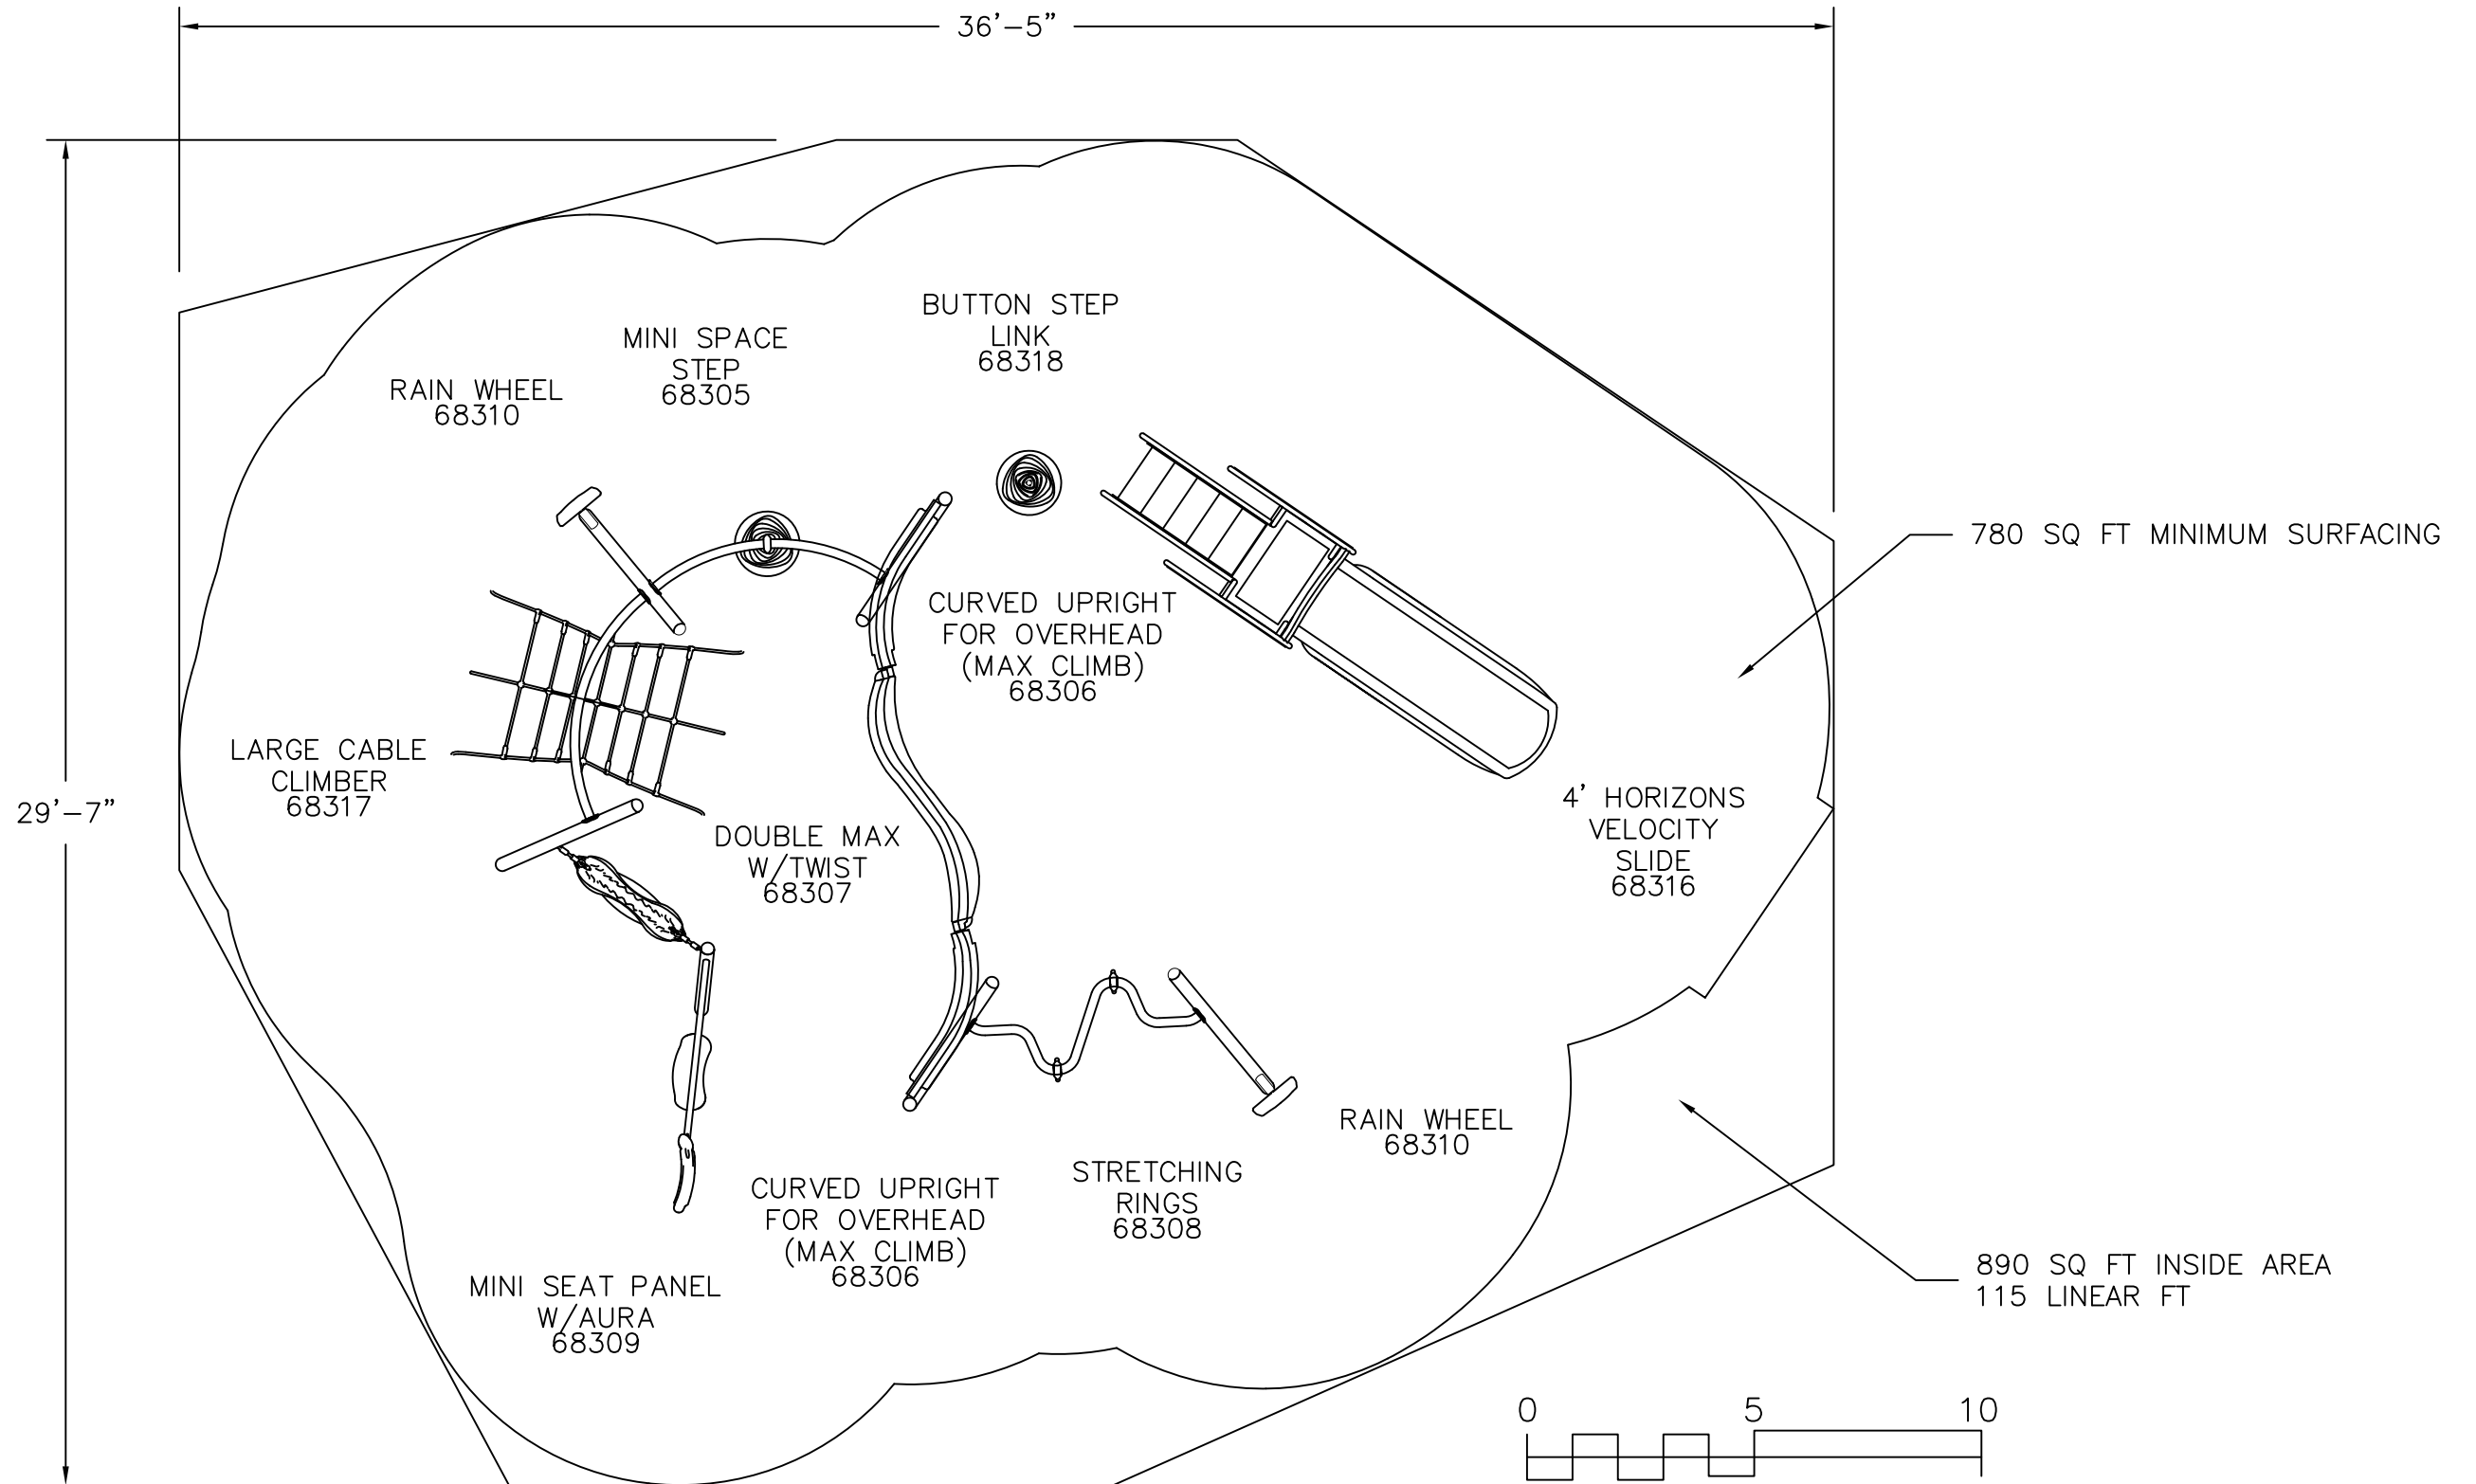 36'-5"
BUTTON STEP
LINK
68318
MINI SPACE
STEP
68305
RAIN WHEEL
68310
780 SQ FT MINIMUM SURFACING
CURVED UPRIGHT
FOR OVERHEAD
(MAX CLIMB)
68306
LARGE CABLE
CLIMBER
68317
29'-7"
4' HORIZONS
VELOCITY
SLIDE
68316
DOUBLE MAX
W/TWIST
68307
RAIN WHEEL
68310
STRETCHING
RINGS
68308
CURVED UPRIGHT
FOR OVERHEAD
(MAX CLIMB)
68306
MINI SEAT PANEL
W/AURA
68309
890 SQ FT INSIDE AREA
115 LINEAR FT
0 5 10